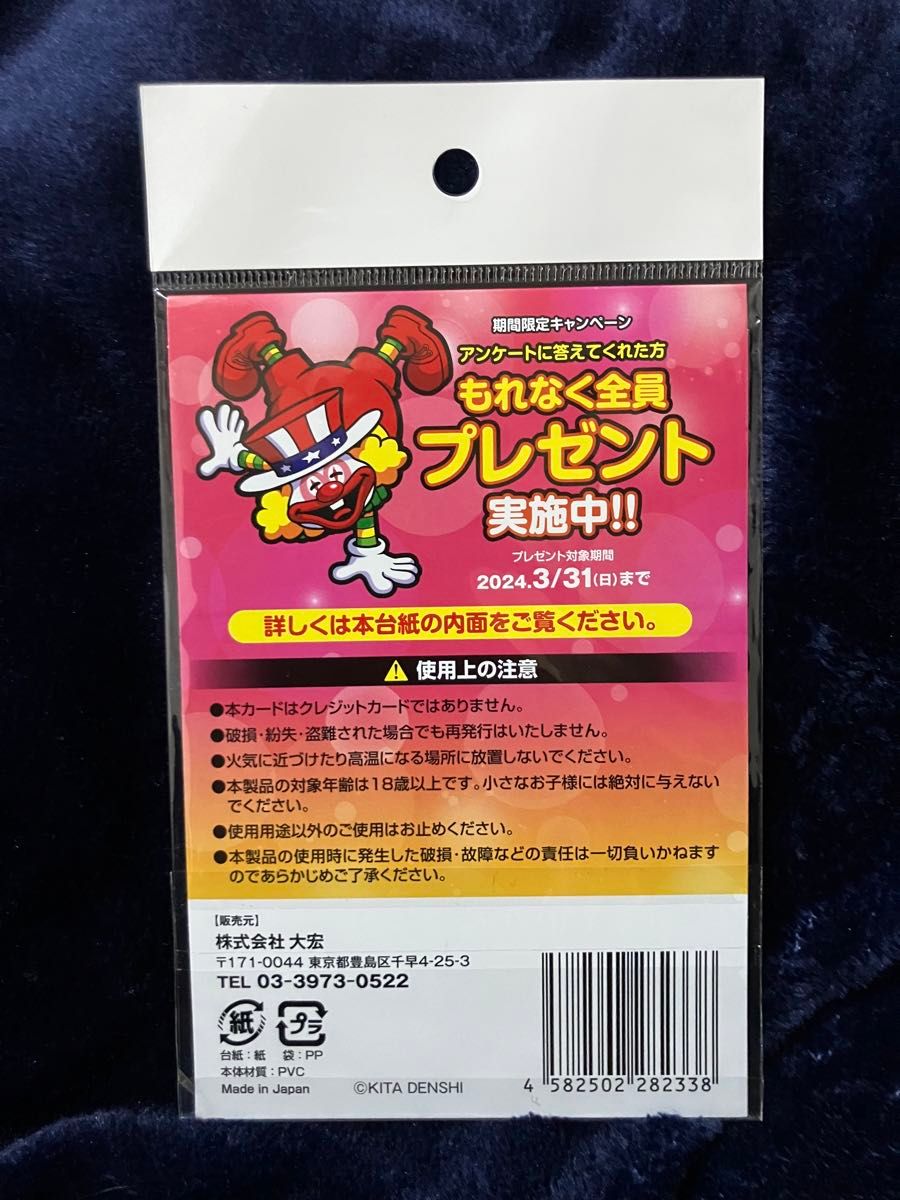 期間限定キャンペーン
アンケートに答えてくれた方
もれなく全員
プレゼント
実施中!!
プレゼント対象期間
2024.3/31(日)まで
詳しくは本台紙の内面をご覧ください。
使用上の注意
●本カードはクレジットカードではありません。
●破損・紛失・盗難された場合でも再発行はいたしません。
●火気に近づけたり高温になる場所に放置しないでください。
●本製品の対象年齢は18歳以上です。小さなお子様には絶対に与えない
でください。
●使用用途以外のご使用はお止めください。
●本製品の使用時に発生した破損・故障などの責任は一切負いかねます
のであらかじめご了承ください。
【販売元】
株式会社 大宏
〒171-0044 東京都豊島区千早4-25-3
TEL 03-3973-0522
紙 プラ
台紙：紙 袋：PP
本体材質：PVC
Made in Japan
©KITA DENSHI
4 582502 282338